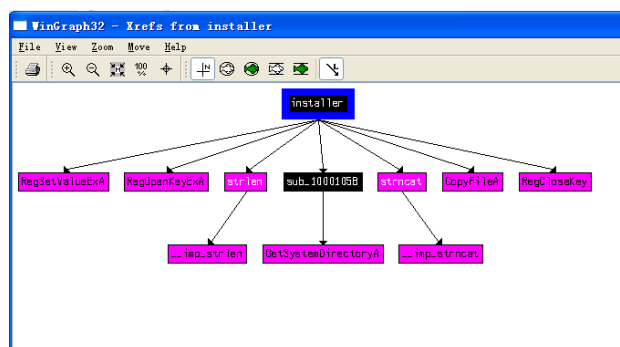 WinGraph32 - Xrefs from installer
File View Zoom Move Help
100 %
N
installer
RegSetValueExA RegOpenKeyExA strlen sub_1000105B strncat CopyFileA RegCloseKey
__imp_strlen GetSystemDirectoryA __imp_strncat